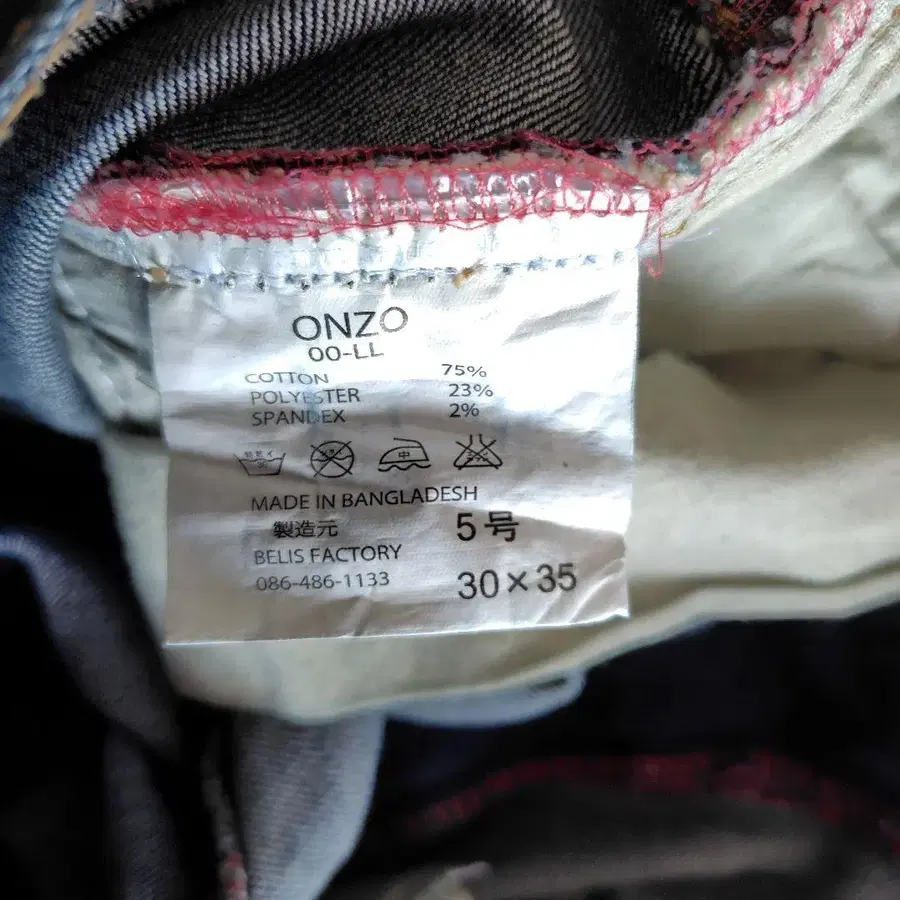 ONZO
00-LL
COTTON 75%
POLYESTER 23%
SPANDEX 2%
中
MADE IN BANGLADESH
製造元 5号
BELIS FACTORY
086-486-1133 30×35